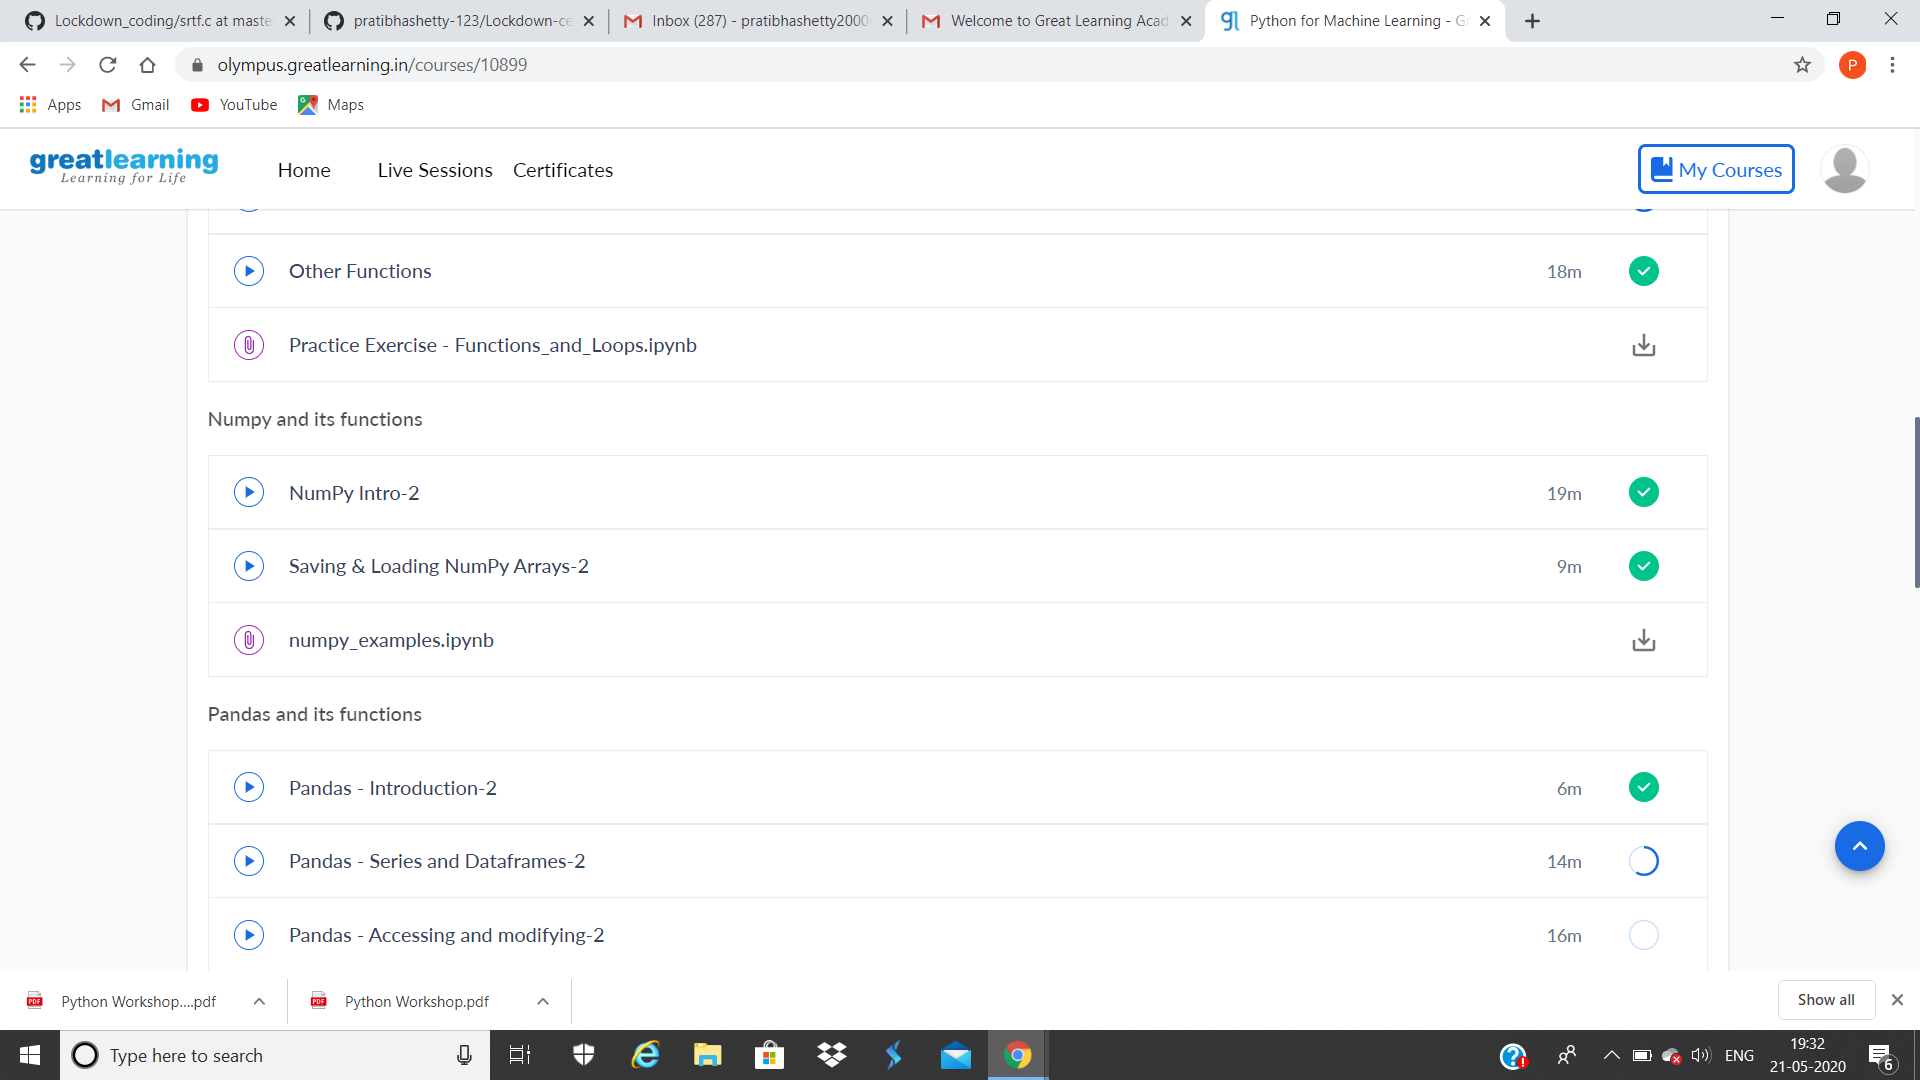 Lockdown_coding/srtf.c at maste
pratibhashetty-123/Lockdown-ce
Inbox (287) - pratibhashetty2000
Welcome to Great Learning Acad
Python for Machine Learning - G
olympus.greatlearning.in/courses/10899
P
Apps
Gmail
YouTube
Maps
greatlearning
Learning for Life
Home
Live Sessions
Certificates
My Courses
Other Functions
18m
Practice Exercise - Functions_and_Loops.ipynb
Numpy and its functions
NumPy Intro-2
19m
Saving & Loading NumPy Arrays-2
9m
numpy_examples.ipynb
Pandas and its functions
Pandas - Introduction-2
6m
Pandas - Series and Dataframes-2
14m
Pandas - Accessing and modifying-2
16m
Python Workshop....pdf
Python Workshop.pdf
Show all
Type here to search
ENG
19:32
21-05-2020
6